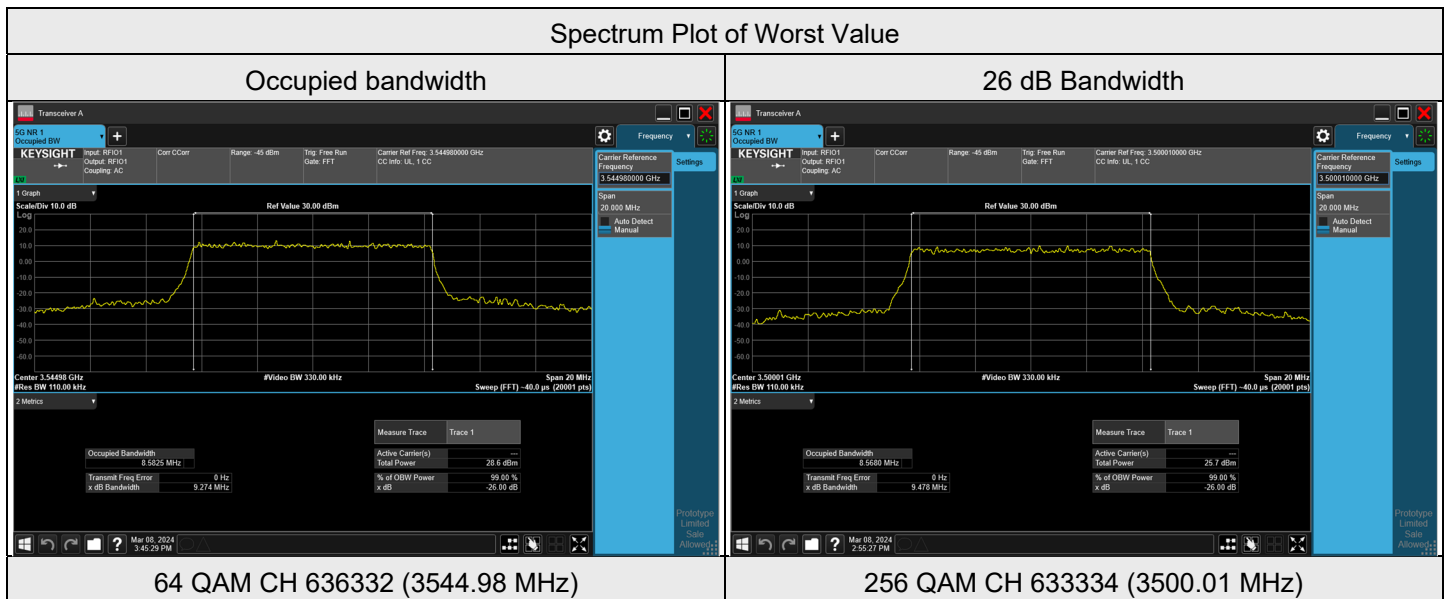 Spectrum Plot of Worst Value
Occupied bandwidth
Transceiver A
5G NR 1
Occupied BW
+
Frequency
KEYSIGHT
Input: RFIO1
Output: RFIO1
Coupling: AC
Corr CCorr
Range: -45 dBm
Trig: Free Run
Gate: FFT
Carrier Ref Freq: 3.544980000 GHz
CC Info: UL, 1 CC
Carrier Reference
Frequency
3.544980000 GHz
Settings
Span
20.000 MHz
Auto Detect
Manual
1 Graph
Scale/Div 10.0 dB
Ref Value 30.00 dBm
Log
20.0
10.0
0.00
-10.0
-20.0
-30.0
-40.0
-50.0
-60.0
Center 3.54498 GHz
#Video BW 330.00 kHz
Span 20 MHz
#Res BW 110.00 kHz
Sweep (FFT) ~40.0 µs (20001 pts)
2 Metrics
Measure Trace Trace 1
Occupied Bandwidth
8.5825 MHz
Active Carrier(s) ---
Total Power 28.6 dBm
Transmit Freq Error 0 Hz
x dB Bandwidth 9.274 MHz
% of OBW Power 99.00 %
x dB -26.00 dB
Prototype
Limited
Sale
Allowed
?
Mar 08, 2024
3:45:29 PM
64 QAM CH 636332 (3544.98 MHz)
26 dB Bandwidth
Transceiver A
5G NR 1
Occupied BW
+
Frequency
KEYSIGHT
Input: RFIO1
Output: RFIO1
Coupling: AC
Corr CCorr
Range: -45 dBm
Trig: Free Run
Gate: FFT
Carrier Ref Freq: 3.500010000 GHz
CC Info: UL, 1 CC
Carrier Reference
Frequency
3.500010000 GHz
Settings
Span
20.000 MHz
Auto Detect
Manual
1 Graph
Scale/Div 10.0 dB
Ref Value 30.00 dBm
Log
20.0
10.0
0.00
-10.0
-20.0
-30.0
-40.0
-50.0
-60.0
Center 3.50001 GHz
#Video BW 330.00 kHz
Span 20 MHz
#Res BW 110.00 kHz
Sweep (FFT) ~40.0 µs (20001 pts)
2 Metrics
Measure Trace Trace 1
Occupied Bandwidth
8.5680 MHz
Active Carrier(s) ---
Total Power 25.7 dBm
Transmit Freq Error 0 Hz
x dB Bandwidth 9.478 MHz
% of OBW Power 99.00 %
x dB -26.00 dB
Prototype
Limited
Sale
Allowed
?
Mar 08, 2024
2:55:27 PM
256 QAM CH 633334 (3500.01 MHz)